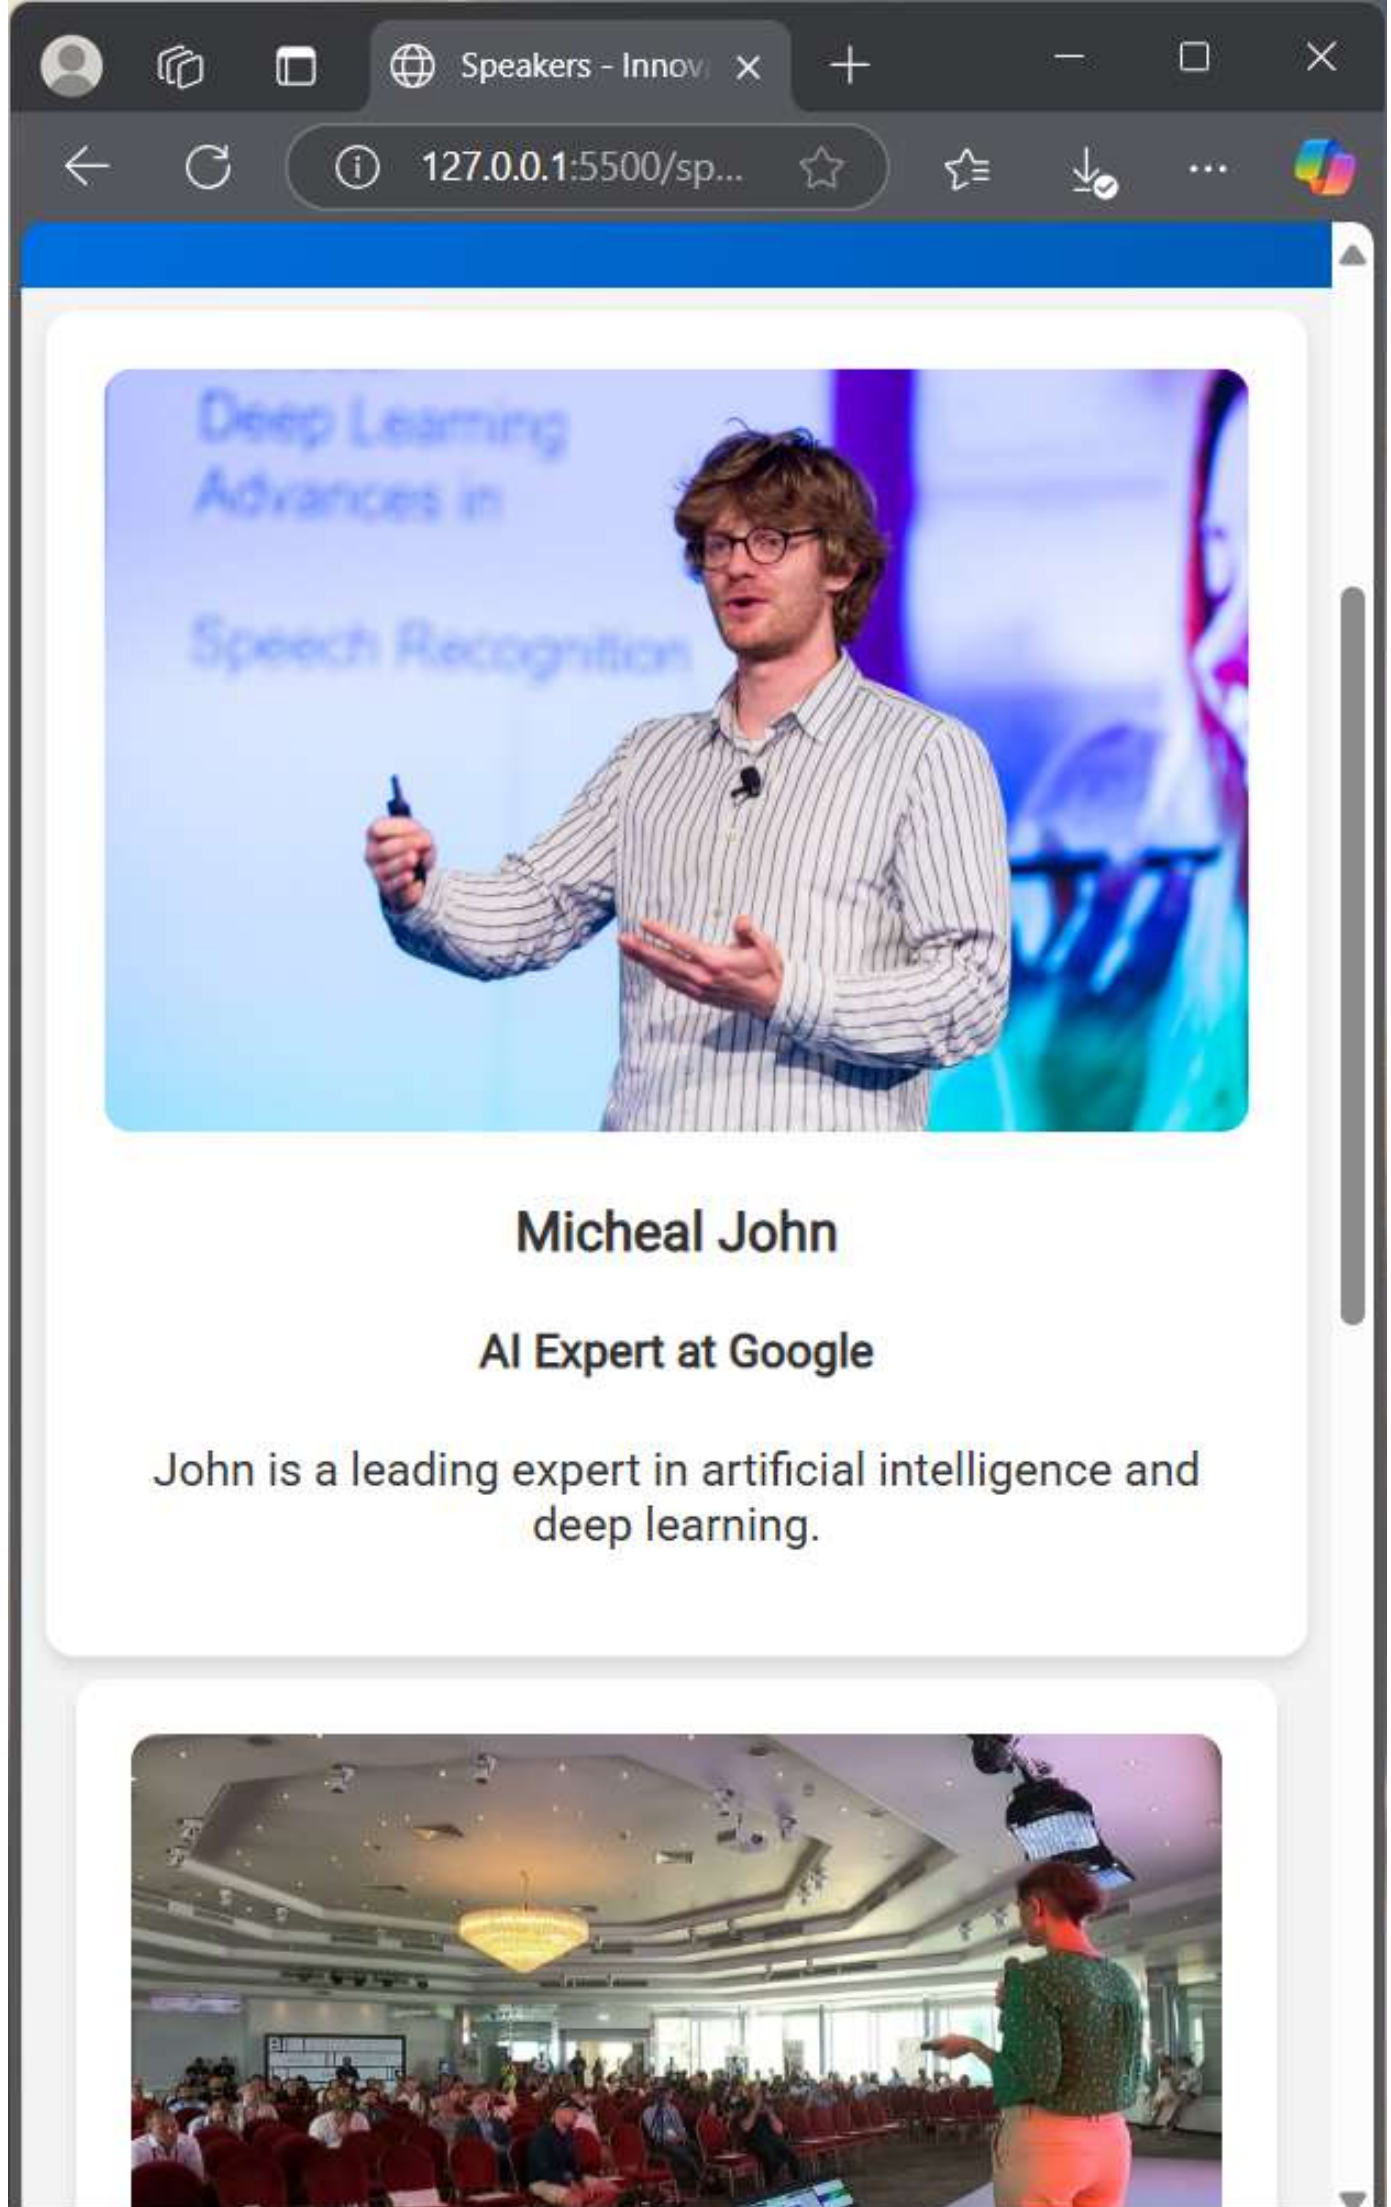 Speakers - Innov
127.0.0.1:5500/sp...
Deep Learning
Advances in
Speech Recognition
Micheal John
AI Expert at Google
John is a leading expert in artificial intelligence and
deep learning.